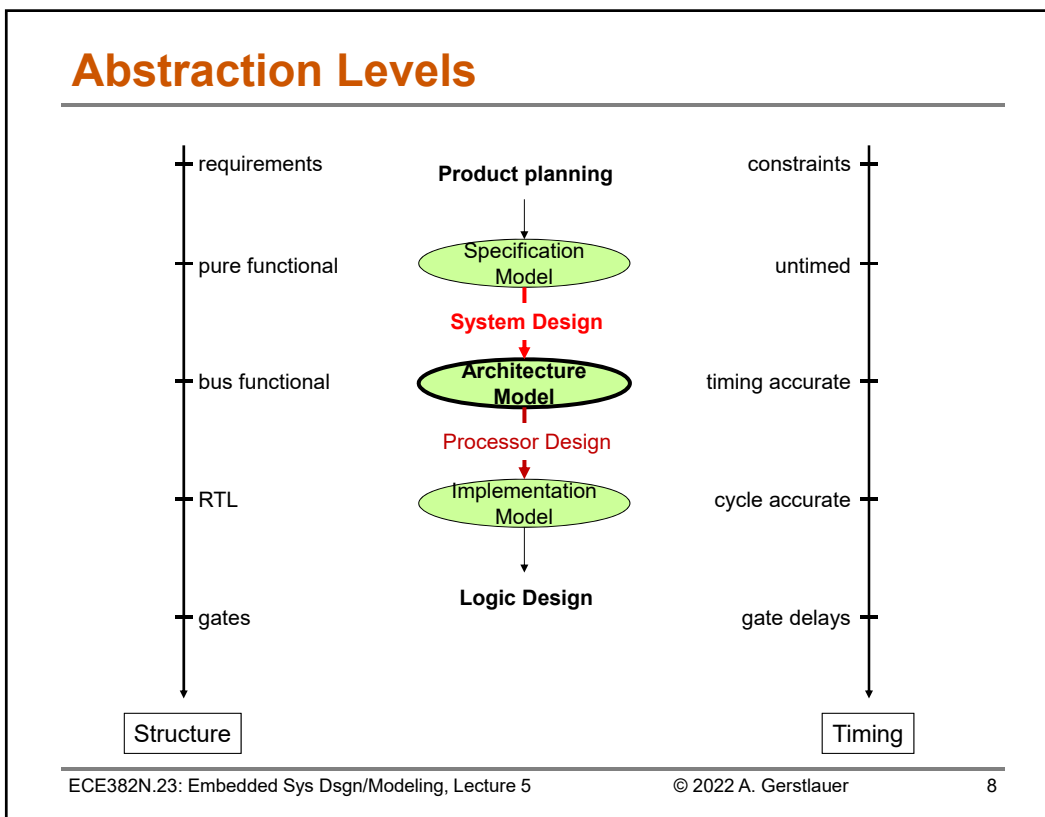 Abstraction Levels
requirements
Product planning
constraints
pure functional
Specification
Model
untimed
System Design
bus functional
Architecture
Model
timing accurate
Processor Design
RTL
Implementation
Model
cycle accurate
Logic Design
gates
gate delays
Structure
Timing
ECE382N.23: Embedded Sys Dsgn/Modeling, Lecture 5
© 2022 A. Gerstlauer
8